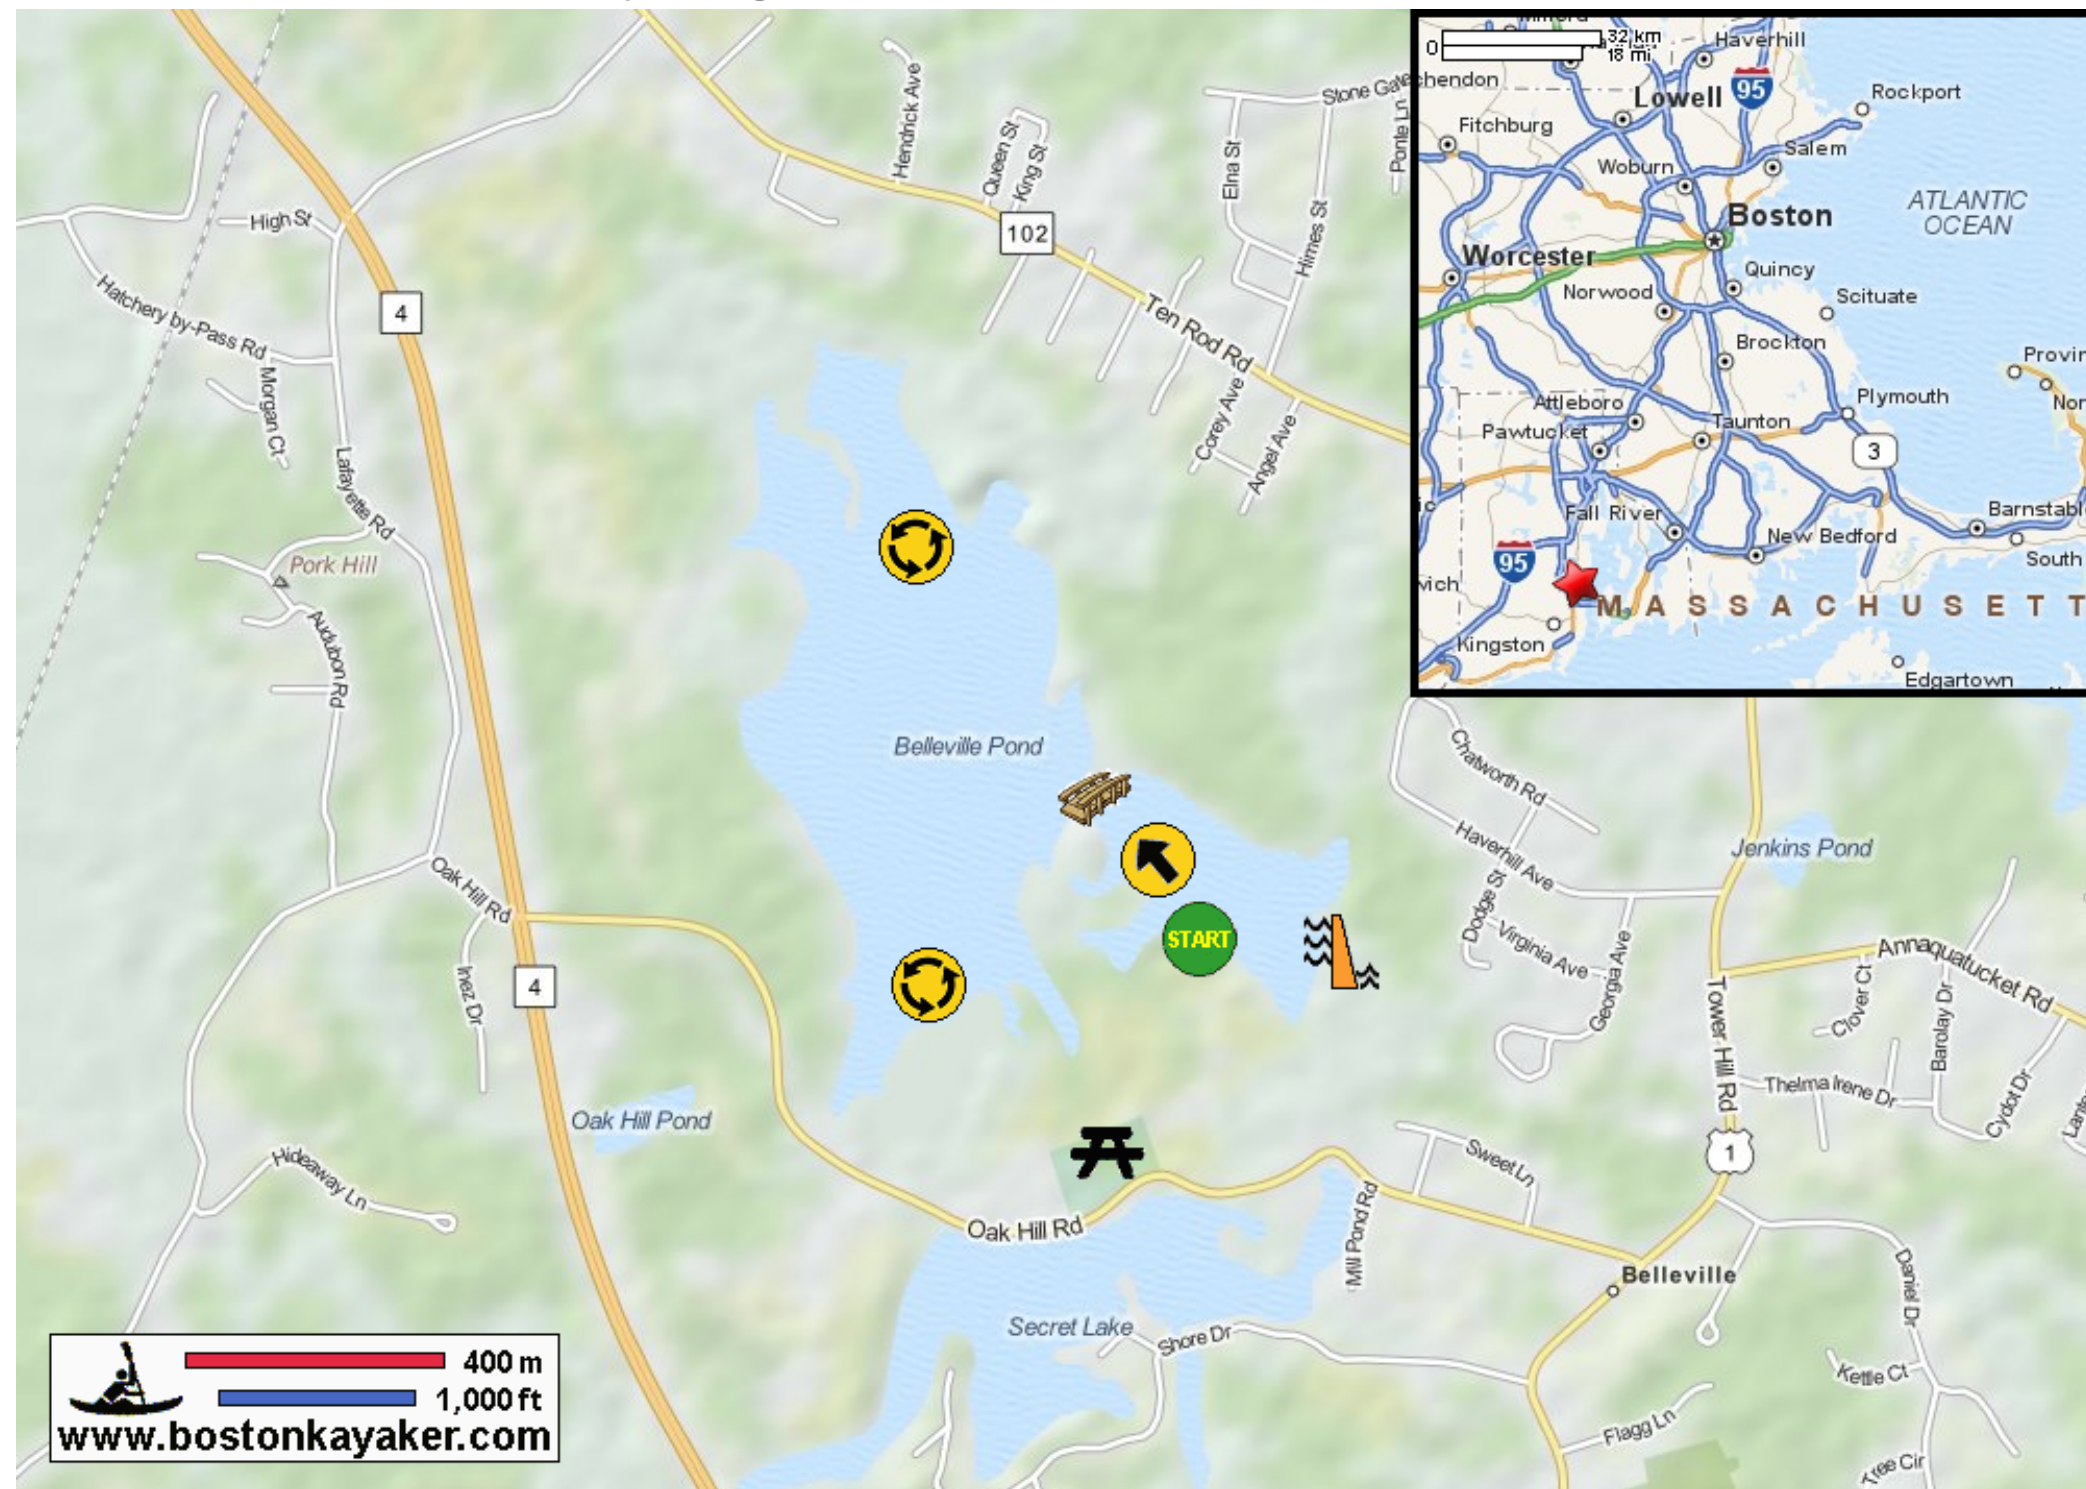 Hendrick Ave
Queen St
King St
Elna St
Himes St
High St
102
4
Hatchery by-Pass Rd
Morgan Ct
Ten Rod Rd
Corey Ave
Angel Ave
Lafayette Rd
Pork Hill
Audubon Rd
Belleville Pond
Oak Hill Rd
START
Inez Dr
4
Oak Hill Pond
Hideaway Ln
Oak Hill Rd
Secret Lake
Shore Dr
Mill Pond Rd
Sweet Ln
Chatworth Rd
Haverhill Ave
Dodge St
Virginia Ave
Georgia Ave
Jenkins Pond
Annaquatucket Rd
Tower Hill Rd
Clover Ct
Barolay Dr
Cydot Dr
Thelma Irene Dr
1
Belleville
Daniel Dr
Kettle Ct
Flagg Ln
Tree Cir
0
32 km
18 mi
Haverhill
95
Rockport
Lowell
Fitchburg
Salem
Woburn
ATLANTIC
OCEAN
Boston
Worcester
Quincy
Norwood
Scituate
Brockton
Attleboro
Plymouth
Pawtucket
Taunton
3
Fall River
New Bedford
95
Kingston
Edgartown
South
MASSACHUSETT
400 m
1,000 ft
www.bostonkayaker.com